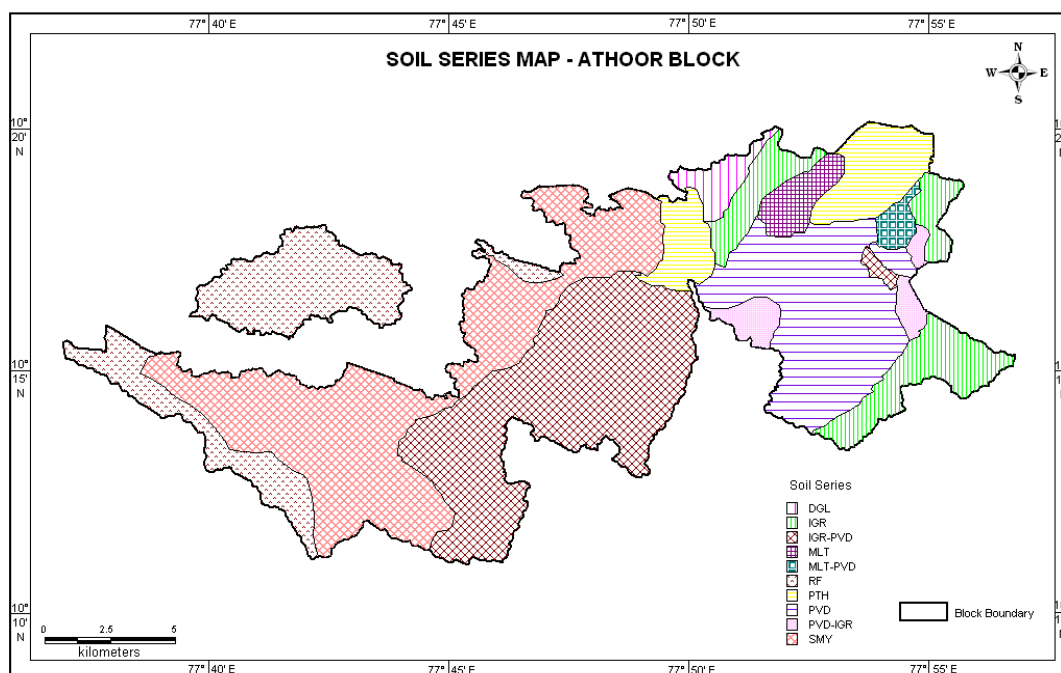 77° 40' E 77° 45' E 77° 50' E 77° 55' E
SOIL SERIES MAP - ATHOOR BLOCK
N
W E
S
10°
20'
N
10°
15'
N
10°
10'
N
Soil Series
DGL
IGR
IGR-PVD
MLT
MLT-PVD
RF
PTH
PVD
PVD-IGR
SMY
Block Boundary
0 2.5 5
kilometers
77° 40' E 77° 45' E 77° 50' E 77° 55' E